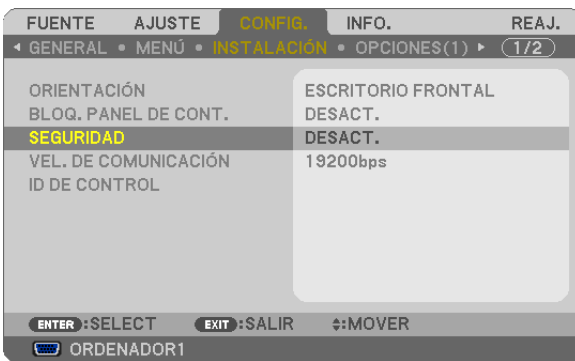 FUENTE AJUSTE CONFIG. INFO. REAJ.
GENERAL • MENÚ • INSTALACIÓN • OPCIONES(1) 1/2
ORIENTACIÓN ESCRITORIO FRONTAL
BLOQ. PANEL DE CONT. DESACT.
SEGURIDAD DESACT.
VEL. DE COMUNICACIÓN 19200bps
ID DE CONTROL
ENTER :SELECT EXIT :SALIR :MOVER
ORDENADOR1